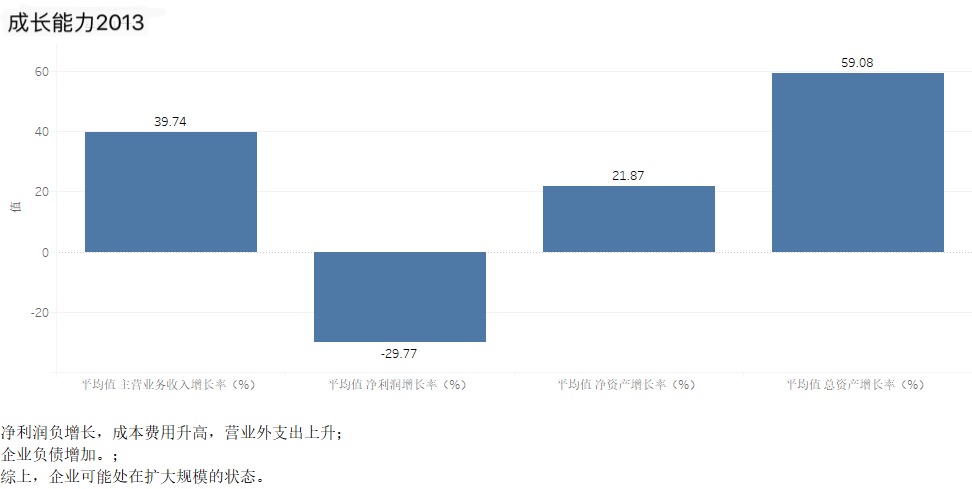 成长能力2013
60
40
20
0
-20
值
39.74
-29.77
21.87
59.08
平均值 主营业务收入增长率（%）
平均值 净利润增长率（%）
平均值 净资产增长率（%）
平均值 总资产增长率（%）
净利润负增长，成本费用升高，营业外支出上升；
企业负债增加。；
综上，企业可能处在扩大规模的状态。